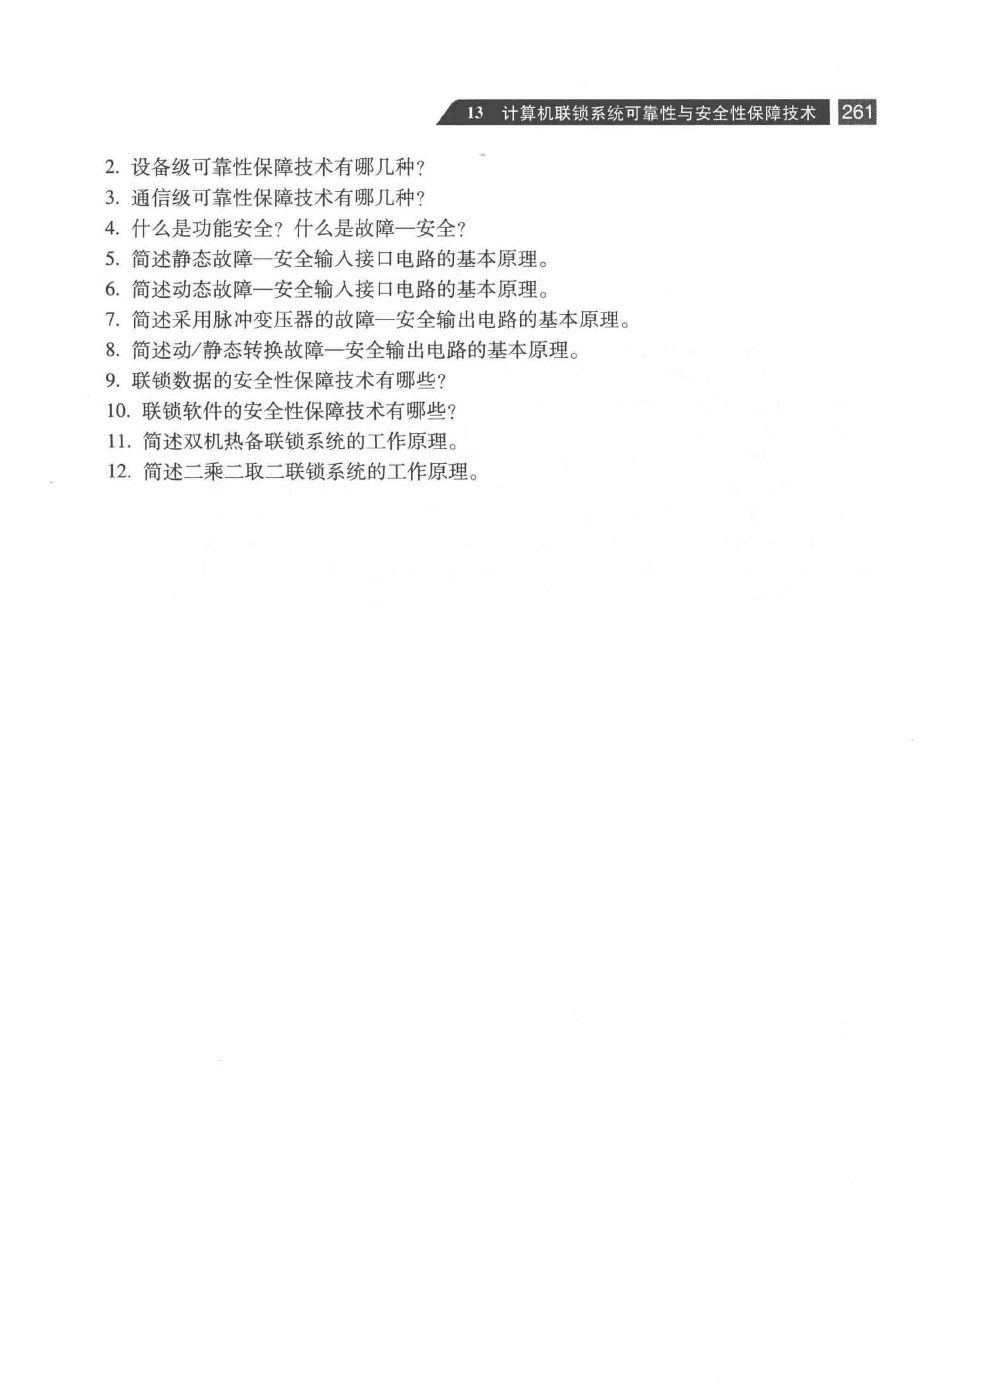 13 计算机联锁系统可靠性与安全性保障技术 261
2. 设备级可靠性保障技术有哪几种?
3. 通信级可靠性保障技术有哪几种?
4. 什么是功能安全? 什么是故障—安全?
5. 简述静态故障—安全输入接口电路的基本原理。
6. 简述动态故障—安全输入接口电路的基本原理。
7. 简述采用脉冲变压器的故障—安全输出电路的基本原理。
8. 简述动/静态转换故障—安全输出电路的基本原理。
9. 联锁数据的安全性保障技术有哪些?
10. 联锁软件的安全性保障技术有哪些?
11. 简述双机热备联锁系统的工作原理。
12. 简述二乘二取二联锁系统的工作原理。